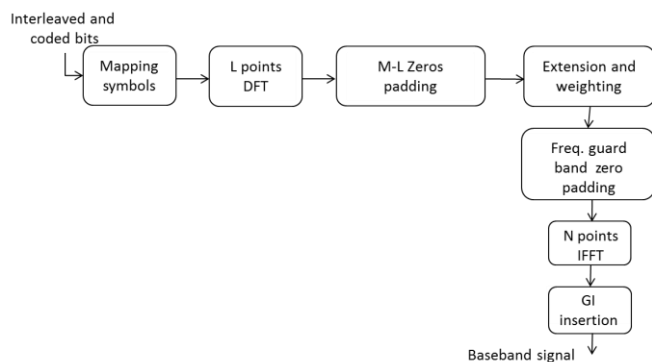 Interleaved and
coded bits
Mapping
symbols
L points
DFT
M-L Zeros
padding
Extension and
weighting
Freq. guard
band zero
padding
N points
IFFT
GI
insertion
Baseband signal